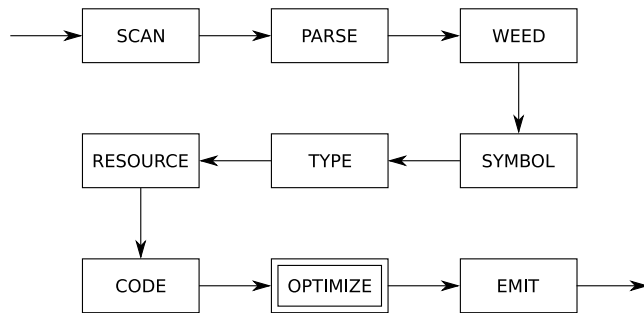 SCAN
PARSE
WEED
RESOURCE
TYPE
SYMBOL
CODE
OPTIMIZE
EMIT